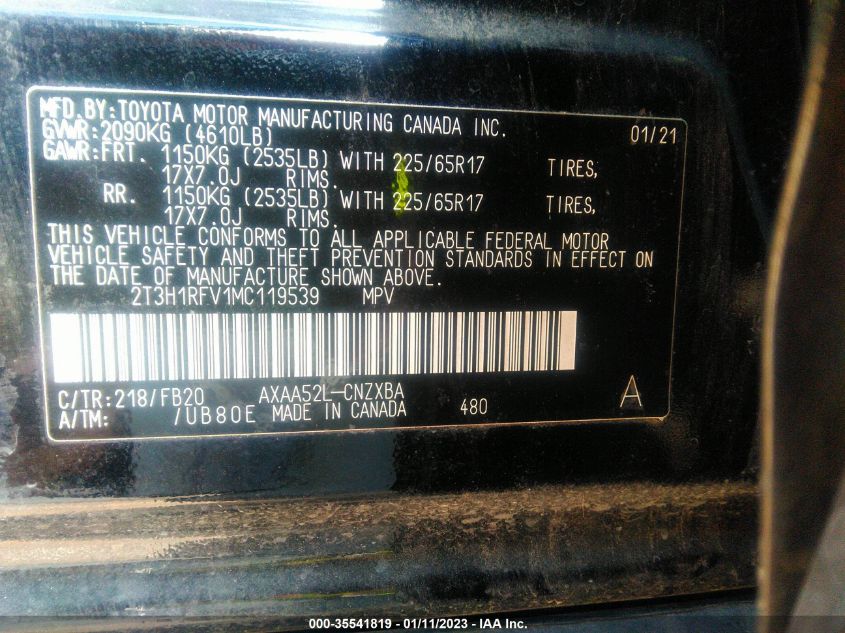 MFD.BY:TOYOTA MOTOR MANUFACTURING CANADA INC. 01/21
GVWR:2090KG (4610LB)
GAWR:FRT. 1150KG (2535LB) WITH 225/65R17 TIRES,
17X7.0J RIMS.
RR. 1150KG (2535LB) WITH 225/65R17 TIRES,
17X7.0J RIMS.
THIS VEHICLE CONFORMS TO ALL APPLICABLE FEDERAL MOTOR
VEHICLE SAFETY AND THEFT PREVENTION STANDARDS IN EFFECT ON
THE DATE OF MANUFACTURE SHOWN ABOVE.
2T3H1RFV1MC119539 MPV
C/TR:218/FB20 AXAA52L-CNZXBA
A/TM: /UB80E MADE IN CANADA 480 A
000-35541819 - 01/11/2023 - IAA Inc.